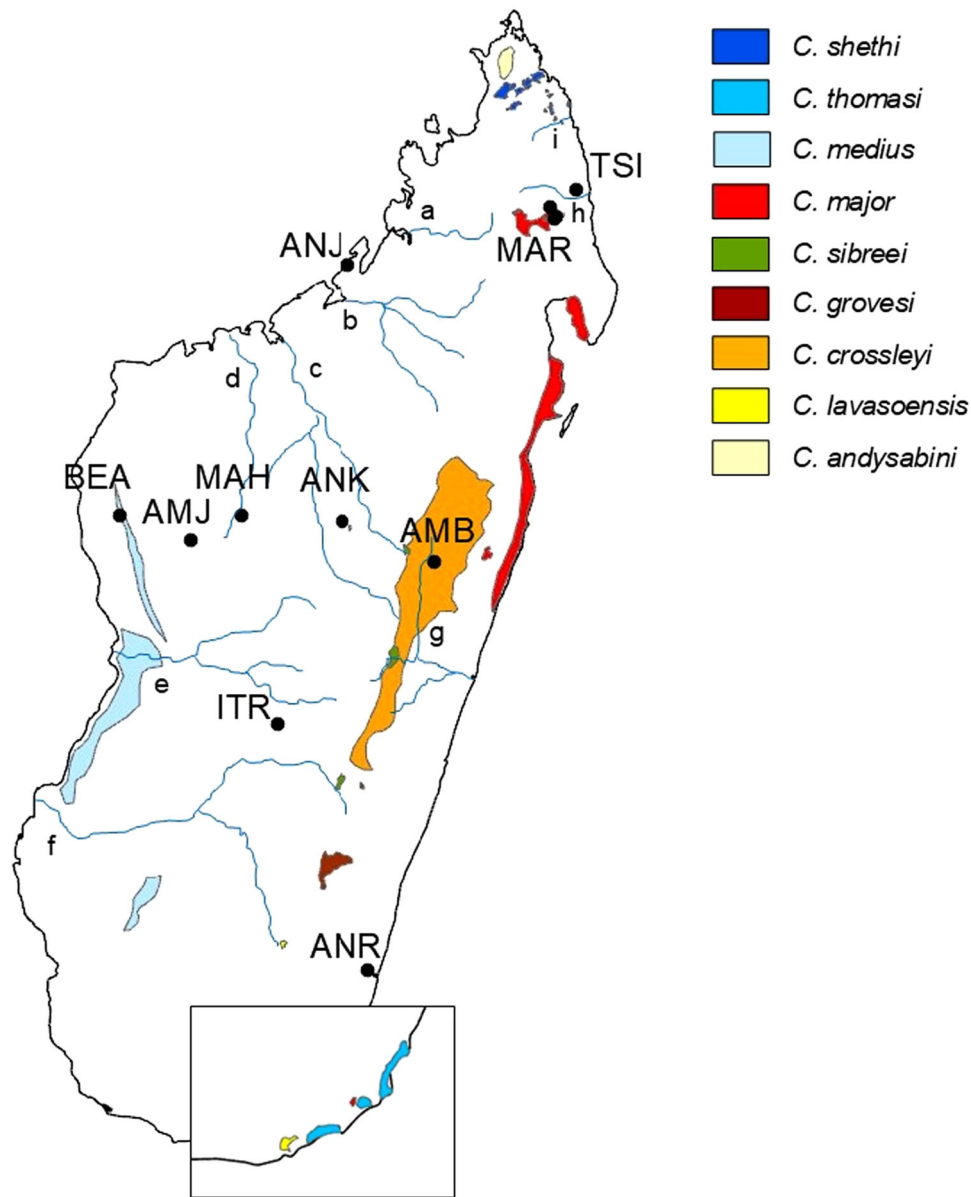 C. shethi
C. thomasi
C. medius
C. major
C. sibreei
C. grovesi
C. crossleyi
C. lavasoensis
C. andysabini
i
TSI
a
h
ANJ
MAR
b
c
d
BEA
MAH
ANK
AMJ
AMB
g
e
ITR
f
ANR